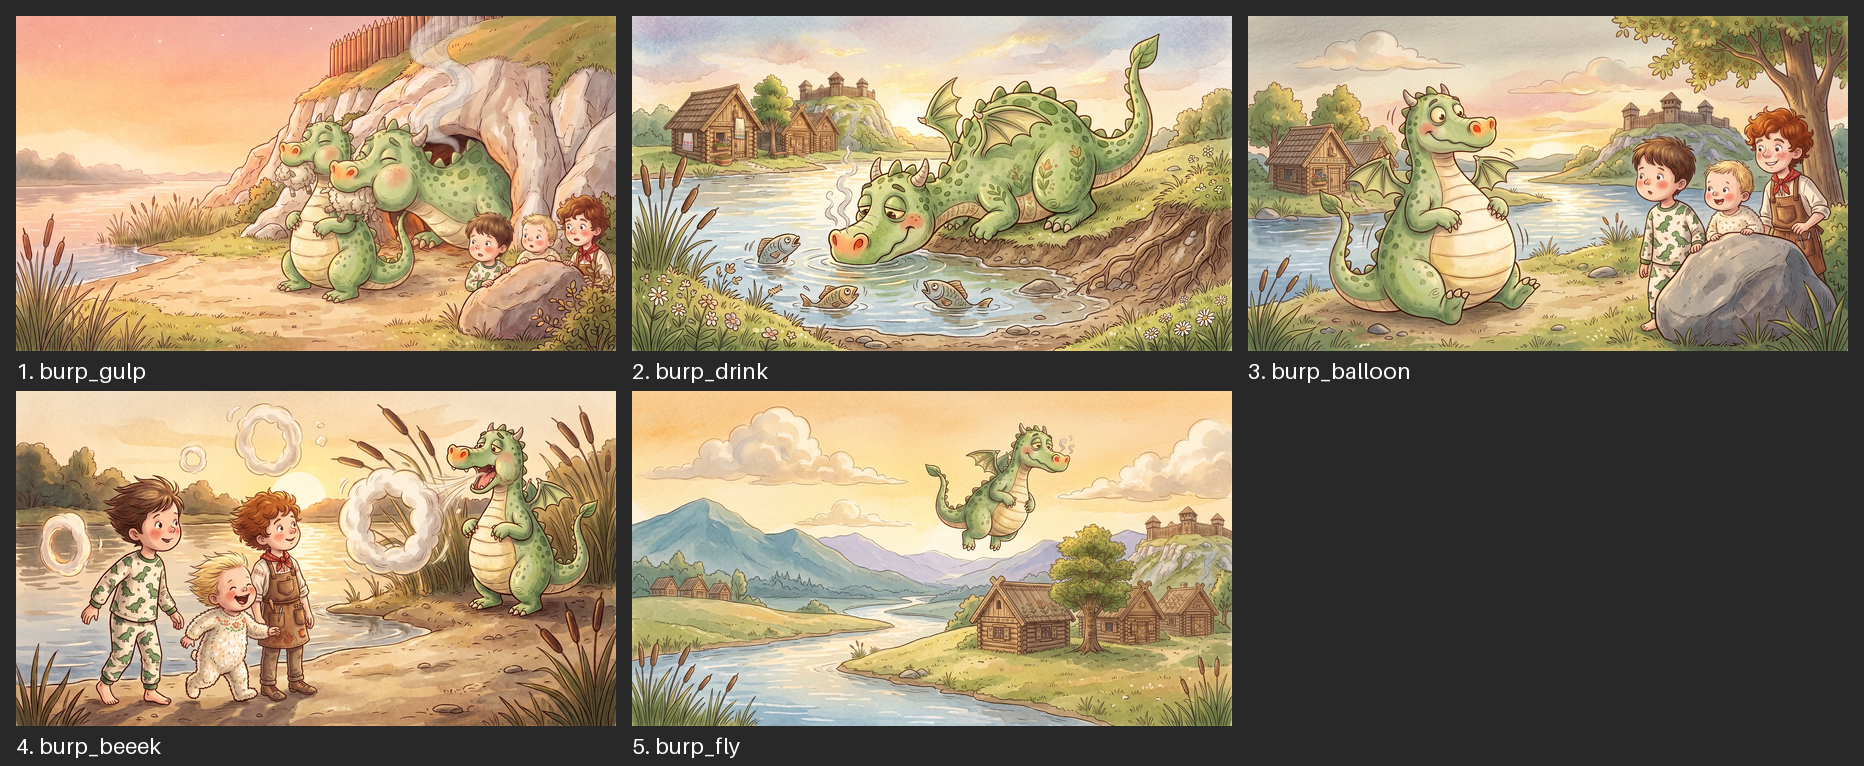 1. burp_gulp
2. burp_drink
3. burp_balloon
4. burp_beeek
5. burp_fly